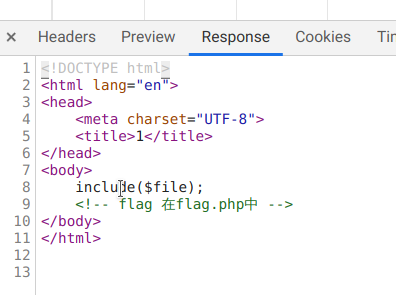 × Headers Preview Response Cookies Tin
1 <!DOCTYPE html>
2 <html lang="en">
3 <head>
4 <meta charset="UTF-8">
5 <title>1</title>
6 </head>
7 <body>
8 include($file);
9 <!-- flag 在flag.php中 -->
10 </body>
11 </html>
12
13